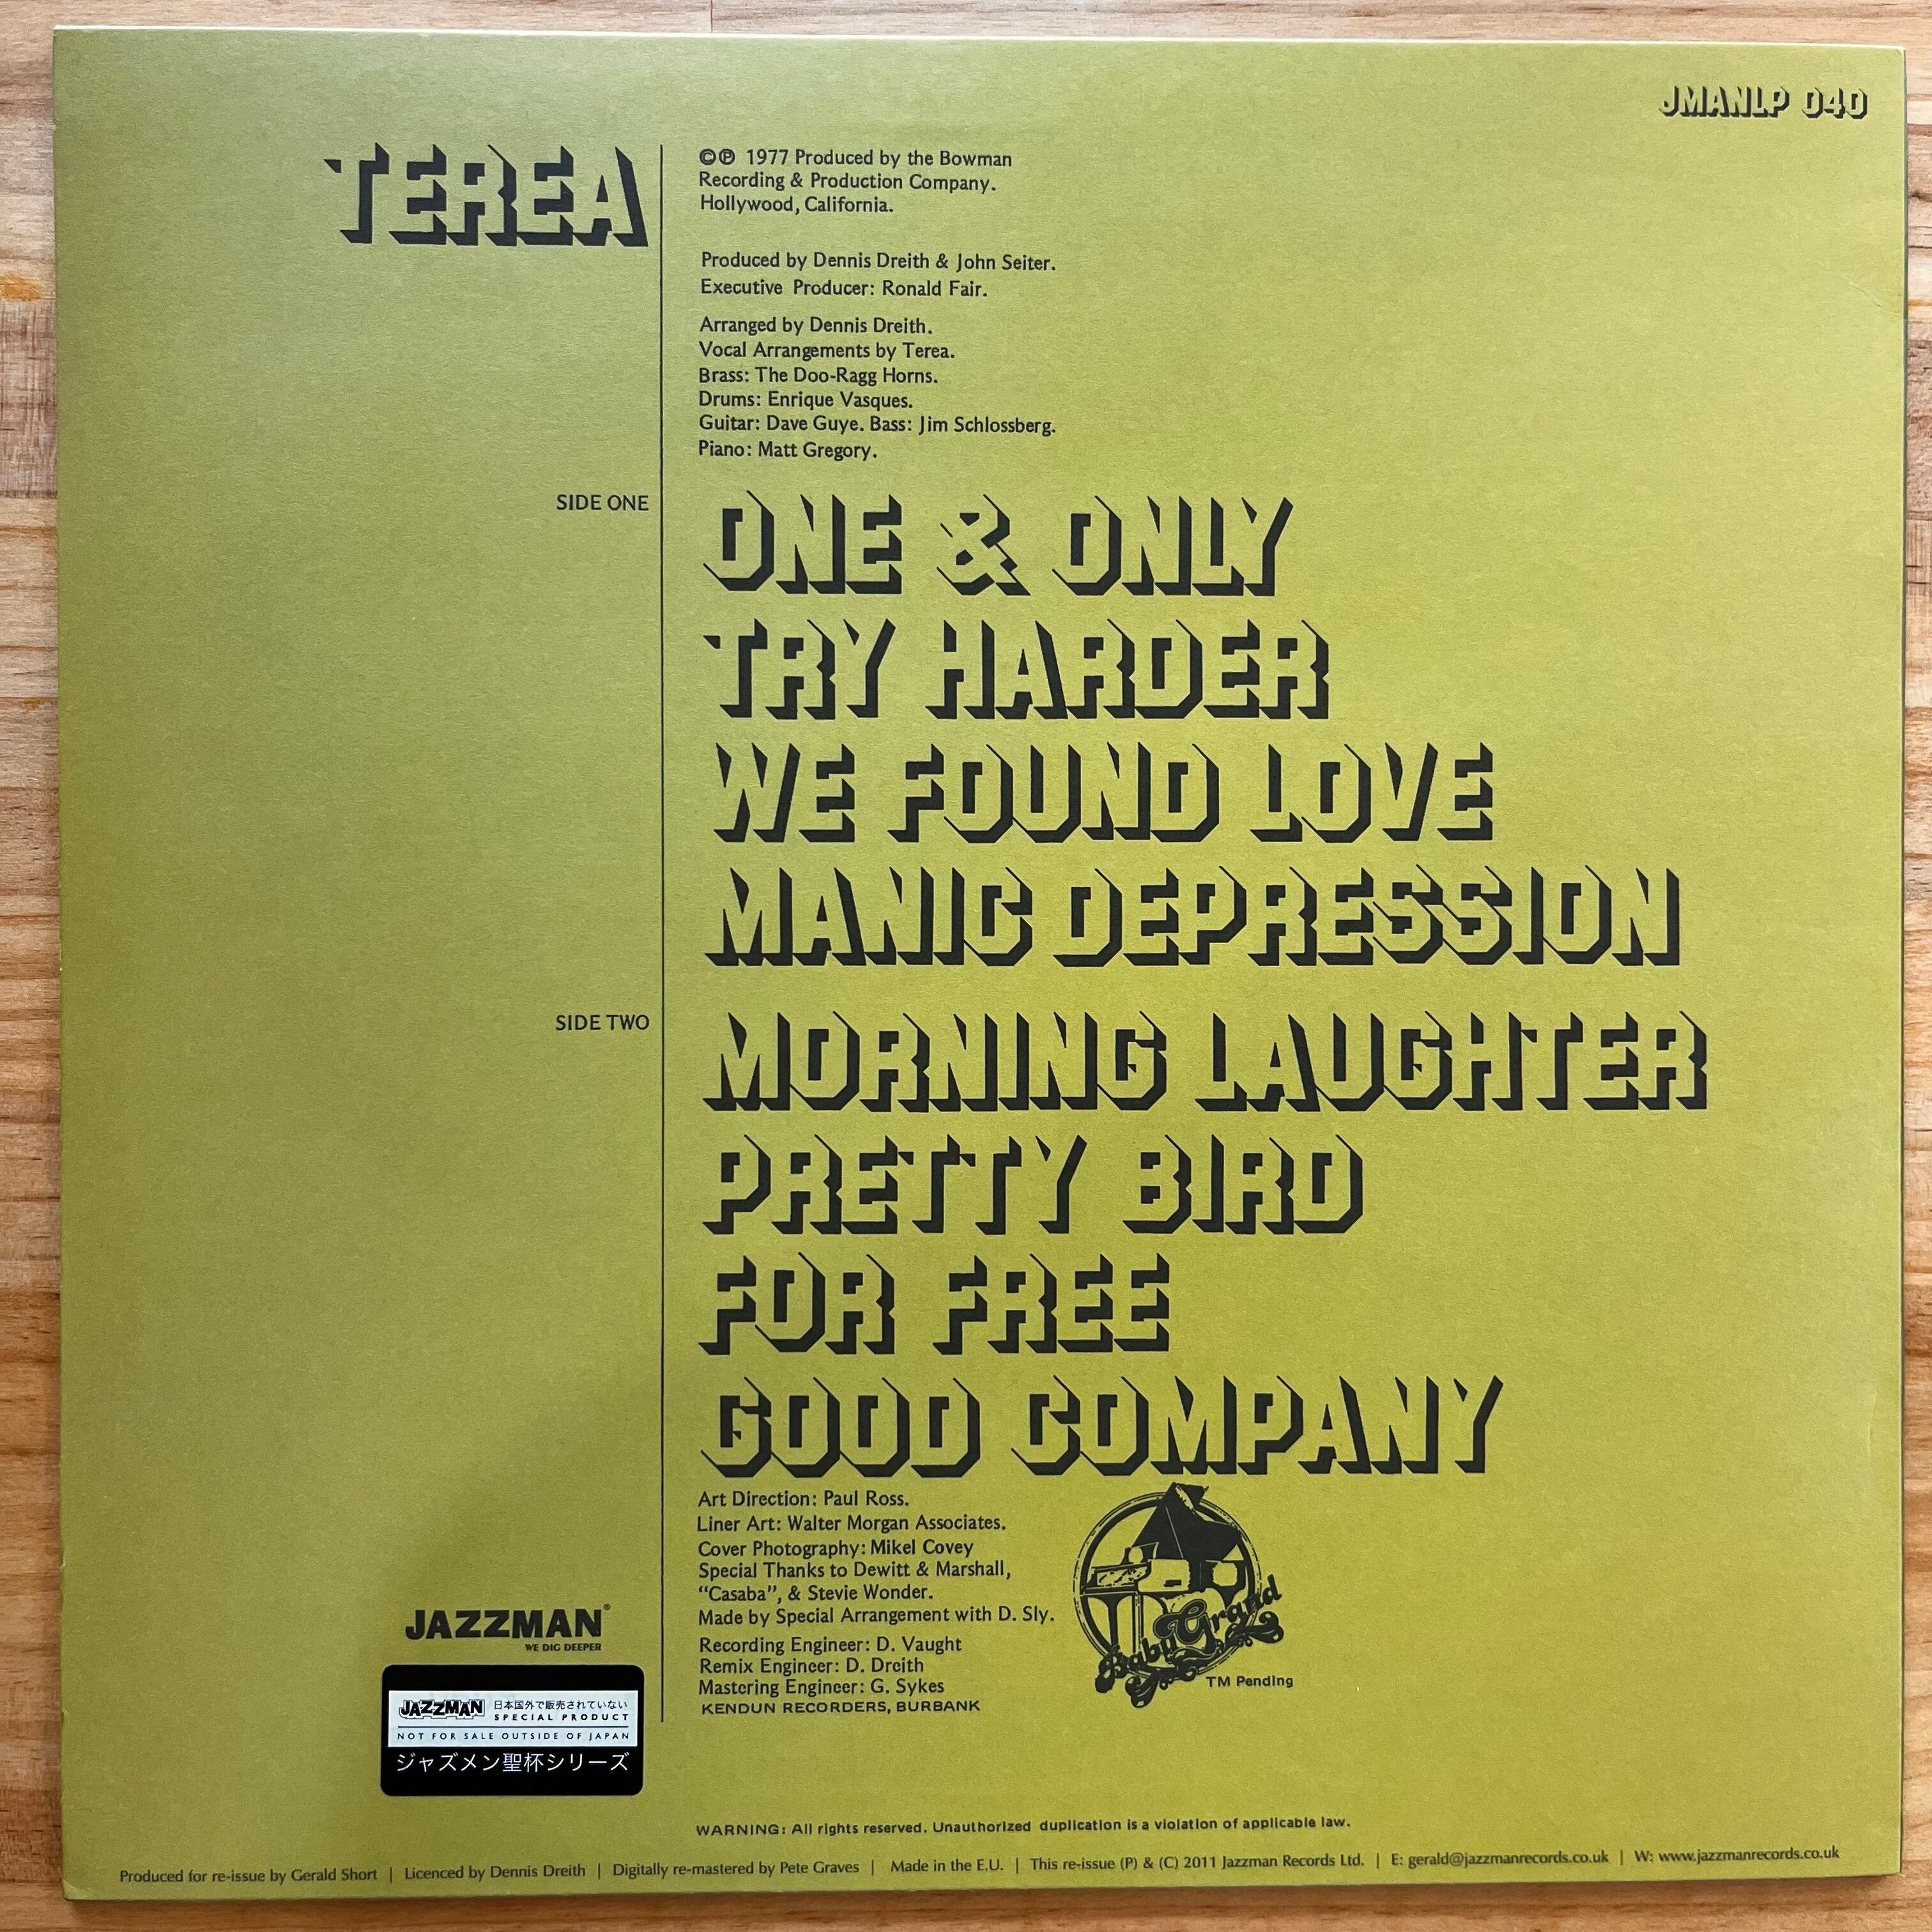 JMANLP 040
TEREA
©℗ 1977 Produced by the Bowman
Recording & Production Company.
Hollywood, California.
Produced by Dennis Dreith & John Seiter.
Executive Producer: Ronald Fair.
Arranged by Dennis Dreith.
Vocal Arrangements by Terea.
Brass: The Doo-Ragg Horns.
Drums: Enrique Vasques.
Guitar: Dave Guye. Bass: Jim Schlossberg.
Piano: Matt Gregory.
SIDE ONE
ONE & ONLY
TRY HARDER
WE FOUND LOVE
MANIC DEPRESSION
SIDE TWO
MORNING LAUGHTER
PRETTY BIRD
FOR FREE
GOOD COMPANY
Art Direction: Paul Ross.
Liner Art: Walter Morgan Associates.
Cover Photography: Mikel Covey
Special Thanks to Dewitt & Marshall,
“Casaba”, & Stevie Wonder.
Made by Special Arrangement with D. Sly.
Recording Engineer: D. Vaught
Remix Engineer: D. Dreith
Mastering Engineer: G. Sykes
KENDUN RECORDERS, BURBANK
Baby Grand
TM Pending
JAZZMAN®
WE DIG DEEPER
JAZZMAN 日本国外で販売されていない
SPECIAL PRODUCT
NOT FOR SALE OUTSIDE OF JAPAN
ジャズメン聖杯シリーズ
WARNING: All rights reserved. Unauthorized duplication is a violation of applicable law.
Produced for re-issue by Gerald Short | Licenced by Dennis Dreith | Digitally re-mastered by Pete Graves | Made in the E.U. | This re-issue (P) & (C) 2011 Jazzman Records Ltd. | E: gerald@jazzmanrecords.co.uk | W: www.jazzmanrecords.co.uk